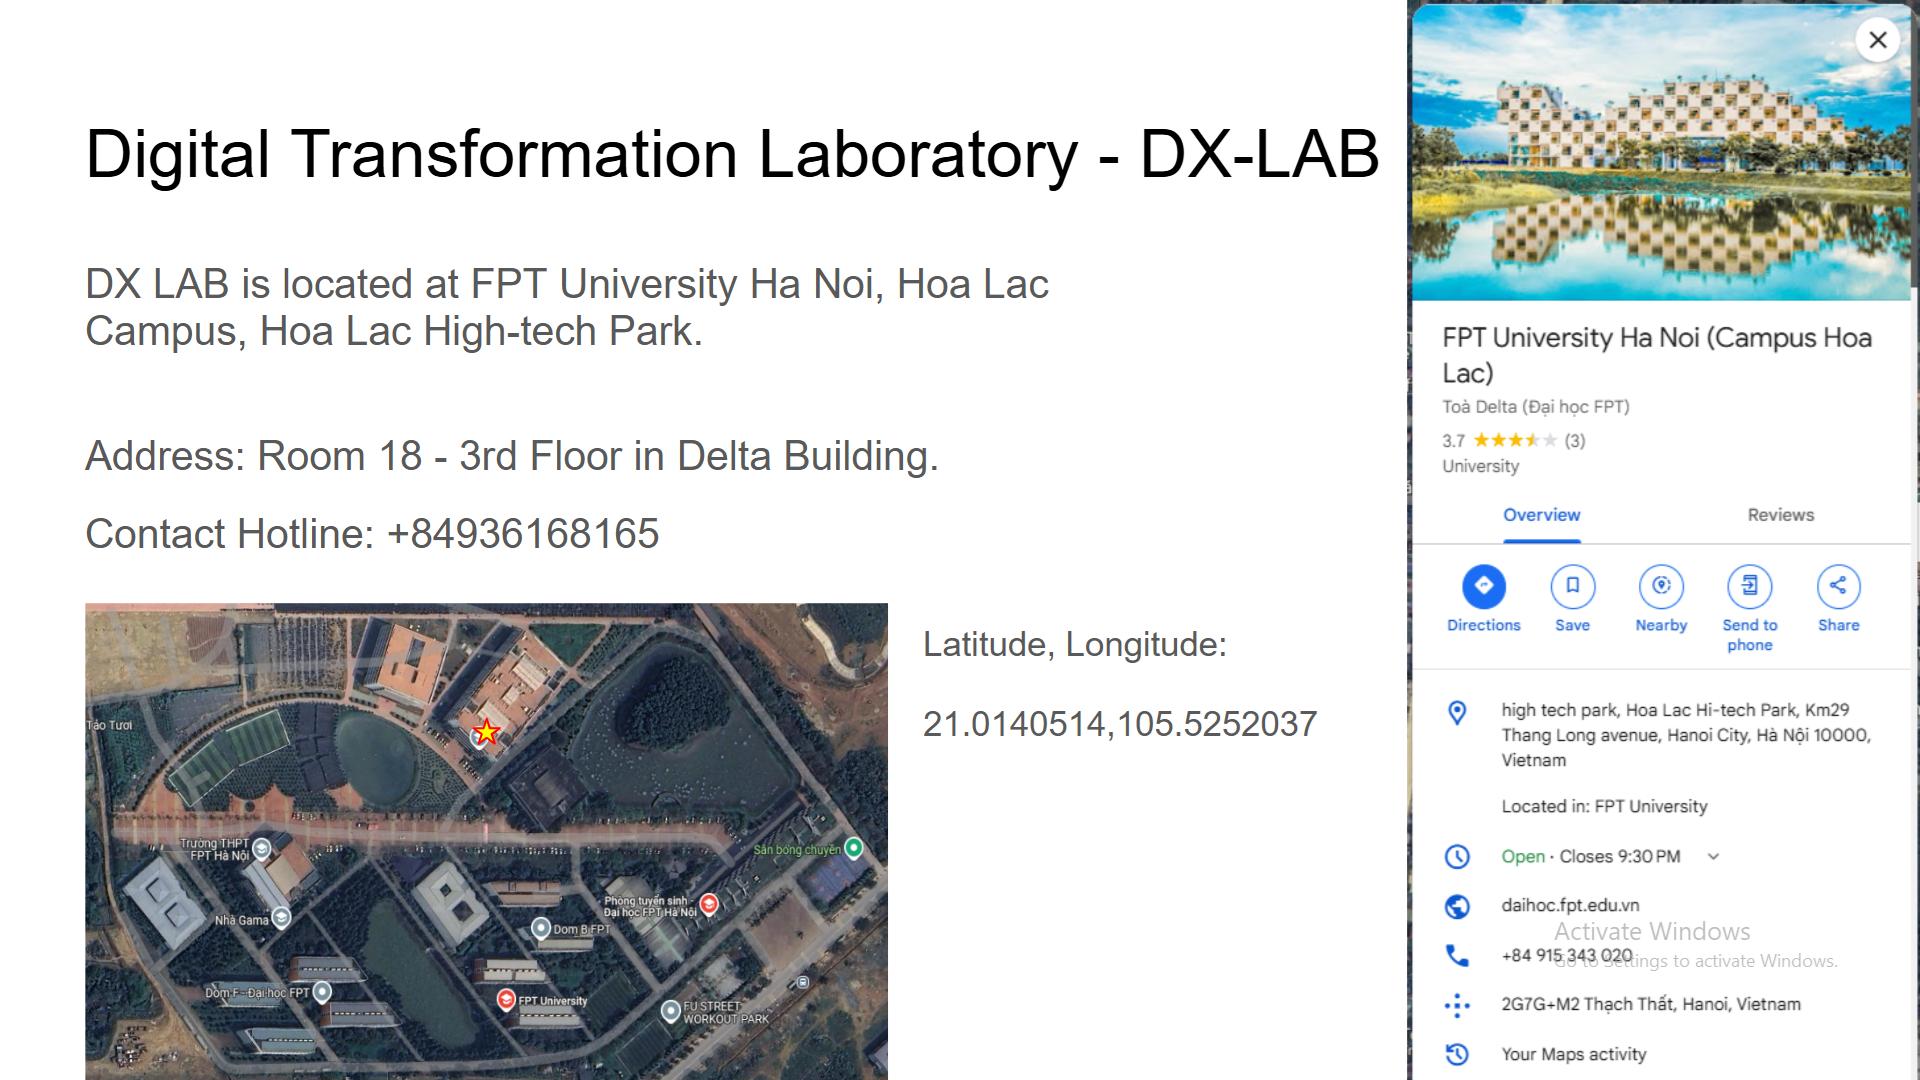 Digital Transformation Laboratory - DX-LAB
DX LAB is located at FPT University Ha Noi, Hoa Lac
Campus, Hoa Lac High-tech Park.
Address: Room 18 - 3rd Floor in Delta Building.
Contact Hotline: +84936168165
Táo Tươi
Trường THPT
FPT Hà Nội
Nhà Gama
Sân bóng chuyền
Phòng tuyển sinh -
Đại học FPT Hà Nội
Dom B FPT
Dom F - Đại học FPT
FPT University
FU STREET
WORKOUT PARK
Latitude, Longitude:
21.0140514,105.5252037
FPT University Ha Noi (Campus Hoa
Lac)
Toà Delta (Đại học FPT)
3.7 (3)
University
Overview Reviews
Directions Save Nearby Send to
phone Share
high tech park, Hoa Lac Hi-tech Park, Km29
Thang Long avenue, Hanoi City, Hà Nội 10000,
Vietnam
Located in: FPT University
Open · Closes 9:30 PM
daihoc.fpt.edu.vn
Activate Windows
+84 915 343 020
Go to Settings to activate Windows.
2G7G+M2 Thạch Thất, Hanoi, Vietnam
Your Maps activity